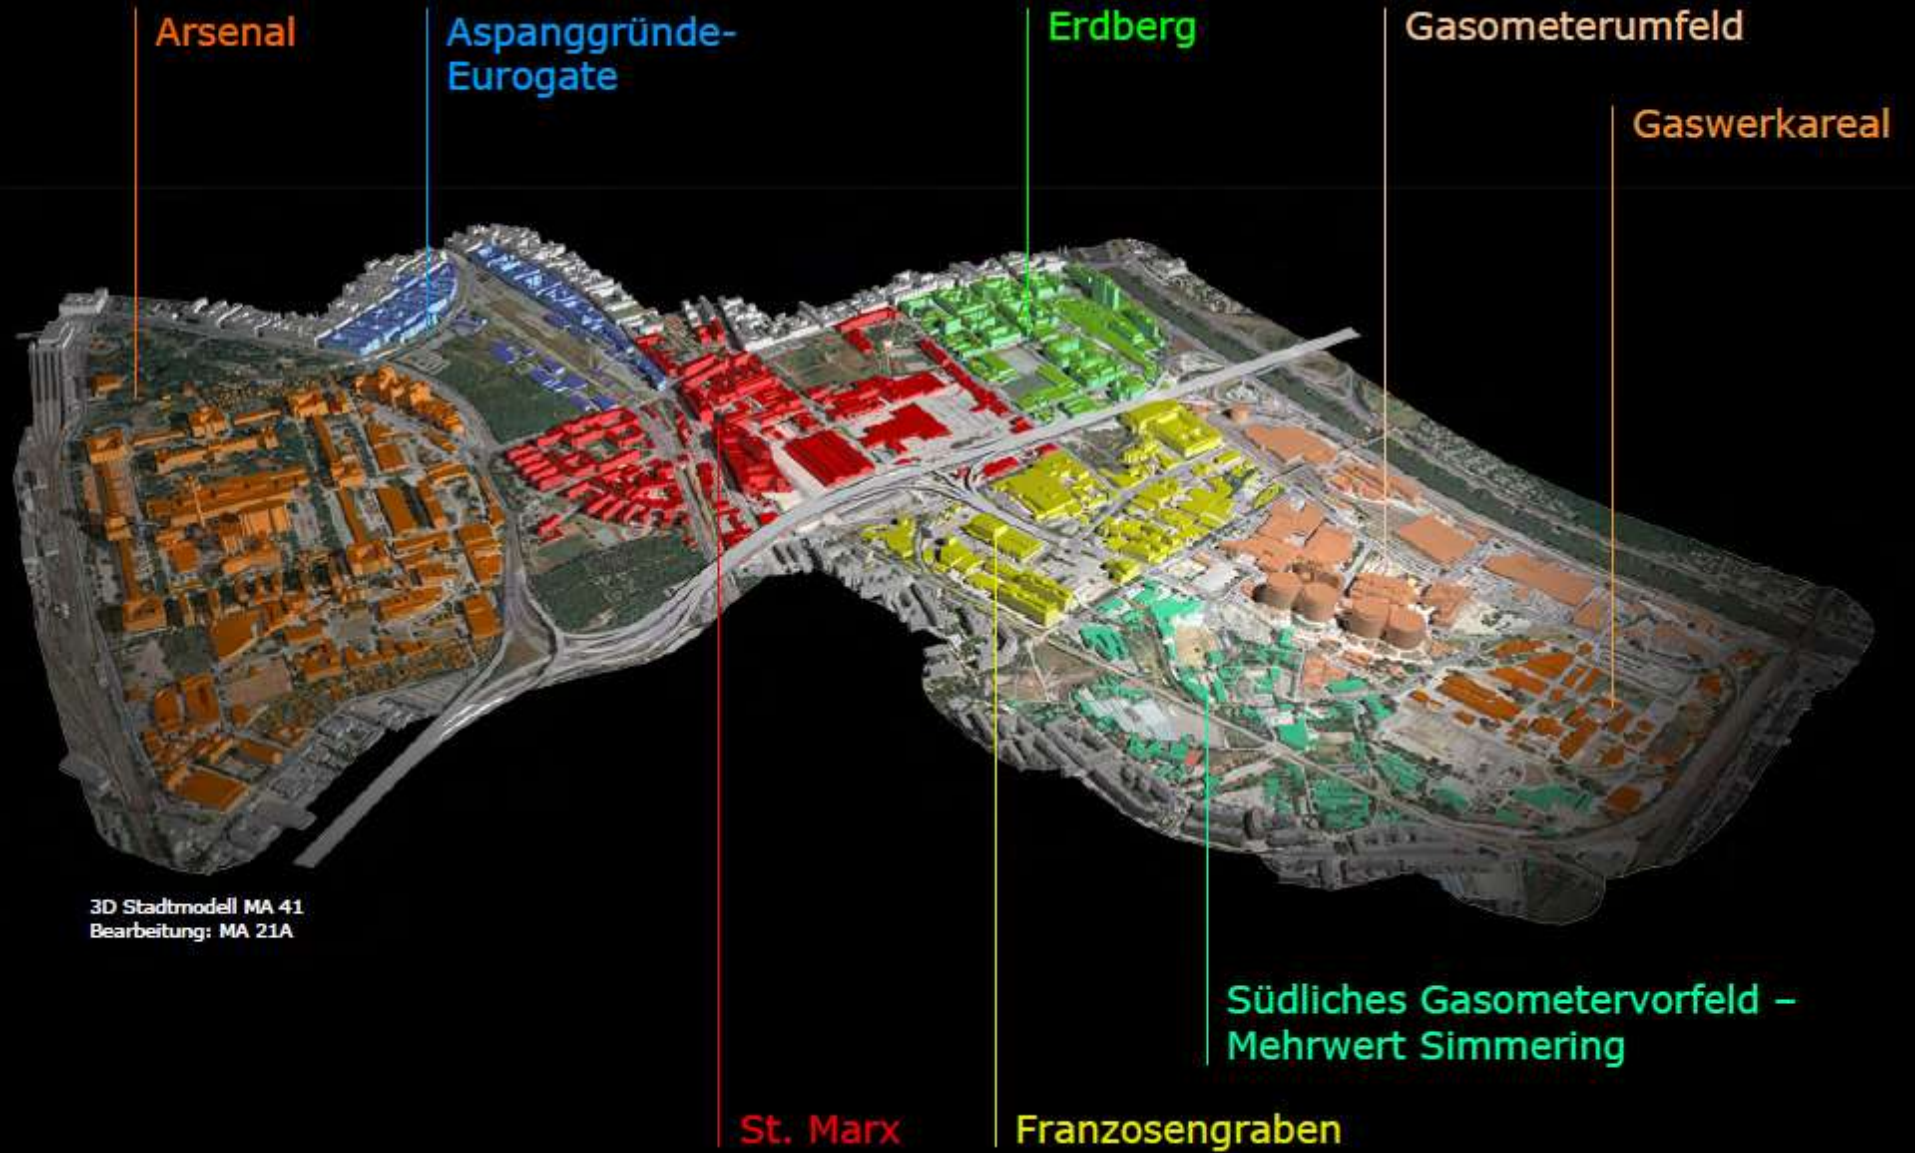 Arsenal
Aspanggründe-
Eurogate
Erdberg
Gasometerumfeld
Gaswerkareal
3D Stadtmodell MA 41
Bearbeitung: MA 21A
Südliches Gasometervorfeld –
Mehrwert Simmering
St. Marx
Franzosengraben